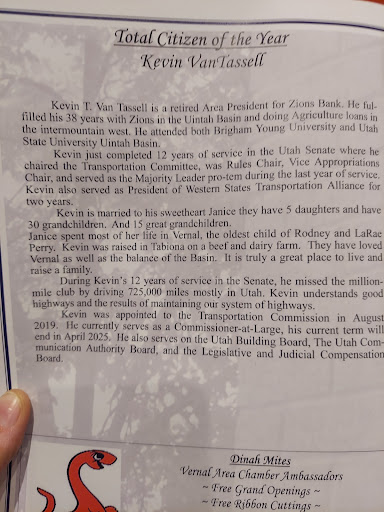 Total Citizen of the Year
Kevin VanTassell
Kevin T. Van Tassell is a retired Area President for Zions Bank. He ful-
filled his 38 years with Zions in the Uintah Basin and doing Agriculture loans in
the intermountain west. He attended both Brigham Young University and Utah
State University Uintah Basin.
Kevin just completed 12 years of service in the Utah Senate where he
chaired the Transportation Committee, was Rules Chair, Vice Appropriations
Chair, and served as the Majority Leader pro-tem during the last year of service.
Kevin also served as President of Western States Transportation Alliance for
two years.
Kevin is married to his sweetheart Janice they have 5 daughters and have
30 grandchildren. And 15 great grandchildren.
Janice spent most of her life in Vernal, the oldest child of Rodney and LaRae
Perry. Kevin was raised in Tabiona on a beef and dairy farm. They have loved
Vernal as well as the balance of the Basin. It is truly a great place to live and
raise a family.
During Kevin's 12 years of service in the Senate, he missed the million-
mile club by driving 725,000 miles mostly in Utah. Kevin understands good
highways and the results of maintaining our system of highways.
Kevin was appointed to the Transportation Commission in August
2019. He currently serves as a Commissioner-at-Large, his current term will
end in April 2025. He also serves on the Utah Building Board, The Utah Com-
munication Authority Board, and the Legislative and Judicial Compensation
Board.
Dinah Mites
Vernal Area Chamber Ambassadors
~ Free Grand Openings ~
~ Free Ribbon Cuttings ~